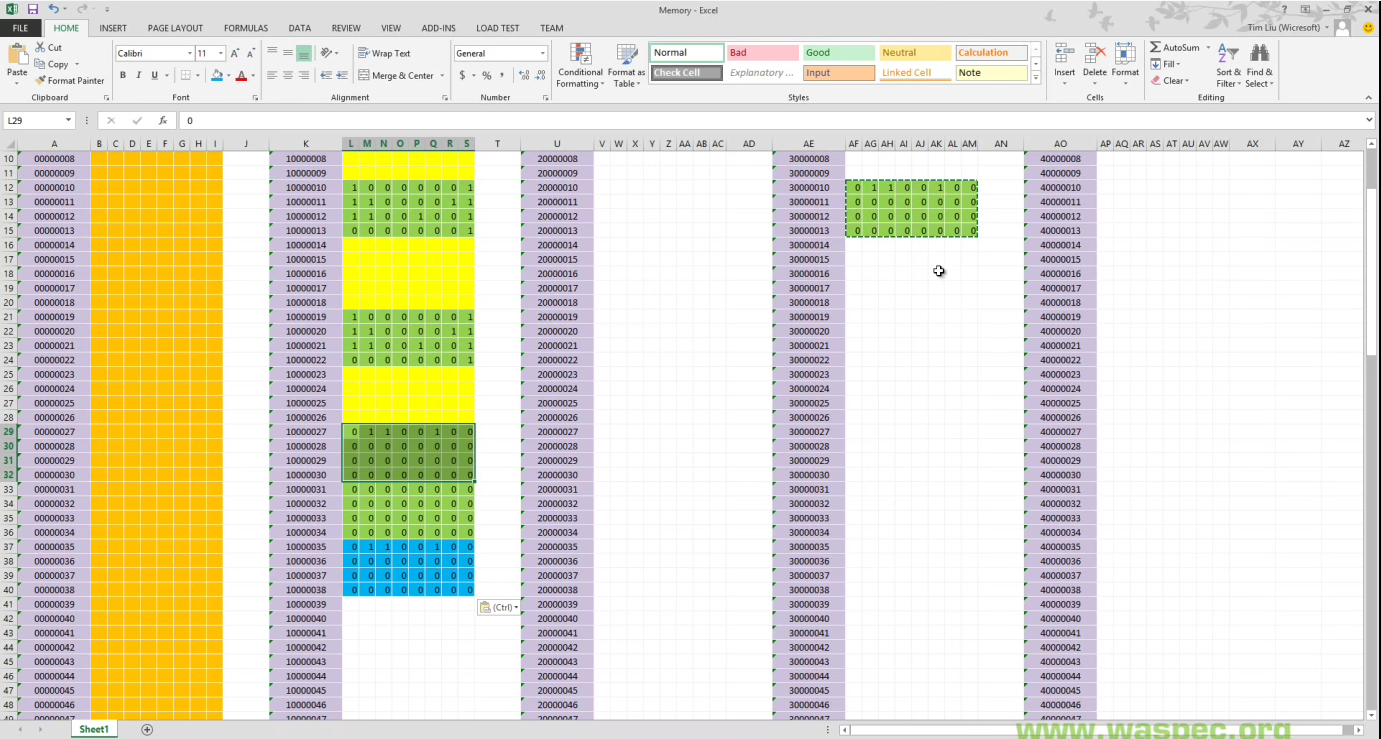 Memory - Excel
FILE HOME INSERT PAGE LAYOUT FORMULAS DATA REVIEW VIEW ADD-INS LOAD TEST TEAM Tim Liu (Wicresoft)
Cut
Copy
Format Painter
Paste
Clipboard
Calibri 11
B I U
Font
Wrap Text
Merge & Center
Alignment
General
$ % ,
Number
Conditional Formatting
Format as Table
Normal Bad Good Neutral Calculation
Check Cell Explanatory ... Input Linked Cell Note
Styles
Insert Delete Format
Cells
AutoSum
Fill
Clear
Sort & Filter
Find & Select
Editing
L29 fx 0
A B C D E F G H I J K L M N O P Q R S T U V W X Y Z AA AB AC AD AE AF AG AH AI AJ AK AL AM AN AO AP AQ AR AS AT AU AV AW AX AY AZ
10 00000008 10000008 20000008 30000008 40000008
11 00000009 10000009 20000009 30000009 40000009
12 00000010 10000010 1 0 0 0 0 0 0 1 20000010 30000010 0 1 1 0 0 1 0 0 40000010
13 00000011 10000011 1 1 0 0 0 0 1 1 20000011 30000011 0 0 0 0 0 0 0 0 40000011
14 00000012 10000012 1 1 0 0 1 0 0 1 20000012 30000012 0 0 0 0 0 0 0 0 40000012
15 00000013 10000013 0 0 0 0 0 0 0 1 20000013 30000013 0 0 0 0 0 0 0 0 40000013
16 00000014 10000014 20000014 30000014 40000014
17 00000015 10000015 20000015 30000015 40000015
18 00000016 10000016 20000016 30000016 40000016
19 00000017 10000017 20000017 30000017 40000017
20 00000018 10000018 20000018 30000018 40000018
21 00000019 10000019 1 0 0 0 0 0 0 1 20000019 30000019 40000019
22 00000020 10000020 1 1 0 0 0 0 1 1 20000020 30000020 40000020
23 00000021 10000021 1 1 0 0 1 0 0 1 20000021 30000021 40000021
24 00000022 10000022 0 0 0 0 0 0 0 1 20000022 30000022 40000022
25 00000023 10000023 20000023 30000023 40000023
26 00000024 10000024 20000024 30000024 40000024
27 00000025 10000025 20000025 30000025 40000025
28 00000026 10000026 20000026 30000026 40000026
29 00000027 10000027 0 1 1 0 0 1 0 0 20000027 30000027 40000027
30 00000028 10000028 0 0 0 0 0 0 0 0 20000028 30000028 40000028
31 00000029 10000029 0 0 0 0 0 0 0 0 20000029 30000029 40000029
32 00000030 10000030 0 0 0 0 0 0 0 0 20000030 30000030 40000030
33 00000031 10000031 0 0 0 0 0 0 0 0 20000031 30000031 40000031
34 00000032 10000032 0 0 0 0 0 0 0 0 20000032 30000032 40000032
35 00000033 10000033 0 0 0 0 0 0 0 0 20000033 30000033 40000033
36 00000034 10000034 0 0 0 0 0 0 0 0 20000034 30000034 40000034
37 00000035 10000035 0 1 1 0 0 1 0 0 20000035 30000035 40000035
38 00000036 10000036 0 0 0 0 0 0 0 0 20000036 30000036 40000036
39 00000037 10000037 0 0 0 0 0 0 0 0 20000037 30000037 40000037
40 00000038 10000038 0 0 0 0 0 0 0 0 20000038 30000038 40000038
41 00000039 10000039 (Ctrl) 20000039 30000039 40000039
42 00000040 10000040 20000040 30000040 40000040
43 00000041 10000041 20000041 30000041 40000041
44 00000042 10000042 20000042 30000042 40000042
45 00000043 10000043 20000043 30000043 40000043
46 00000044 10000044 20000044 30000044 40000044
47 00000045 10000045 20000045 30000045 40000045
48 00000046 10000046 20000046 30000046 40000046
49 00000047 10000047 20000047 30000047 40000047
Sheet1
www.waspec.org